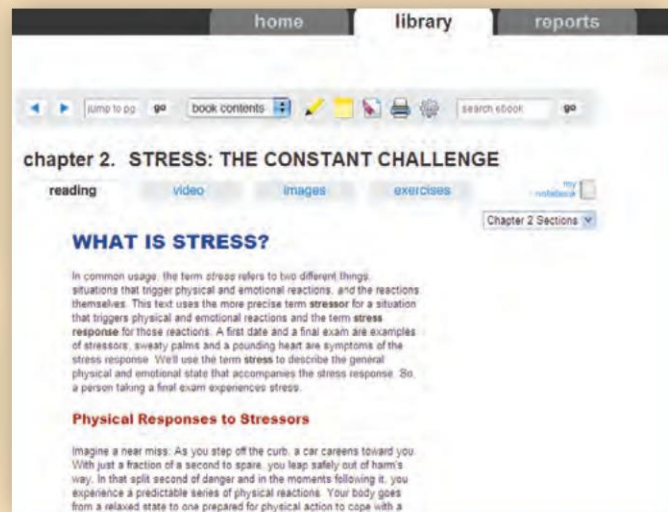 home library reports
jump to pg go book contents search ebook go
chapter 2. STRESS: THE CONSTANT CHALLENGE
reading video images exercises my notebook
Chapter 2 Sections
WHAT IS STRESS?
In common usage, the term stress refers to two different things:
situations that trigger physical and emotional reactions, and the reactions
themselves. This text uses the more precise term stressor for a situation
that triggers physical and emotional reactions and the term stress
response for those reactions. A first date and a final exam are examples
of stressors; sweaty palms and a pounding heart are symptoms of the
stress response. We'll use the term stress to describe the general
physical and emotional state that accompanies the stress response. So,
a person taking a final exam experiences stress.
Physical Responses to Stressors
Imagine a near miss: As you step off the curb, a car careens toward you.
With just a fraction of a second to spare, you leap safely out of harm's
way. In that split second of danger and in the moments following it, you
experience a predictable series of physical reactions. Your body goes
from a relaxed state to one prepared for physical action to cope with a